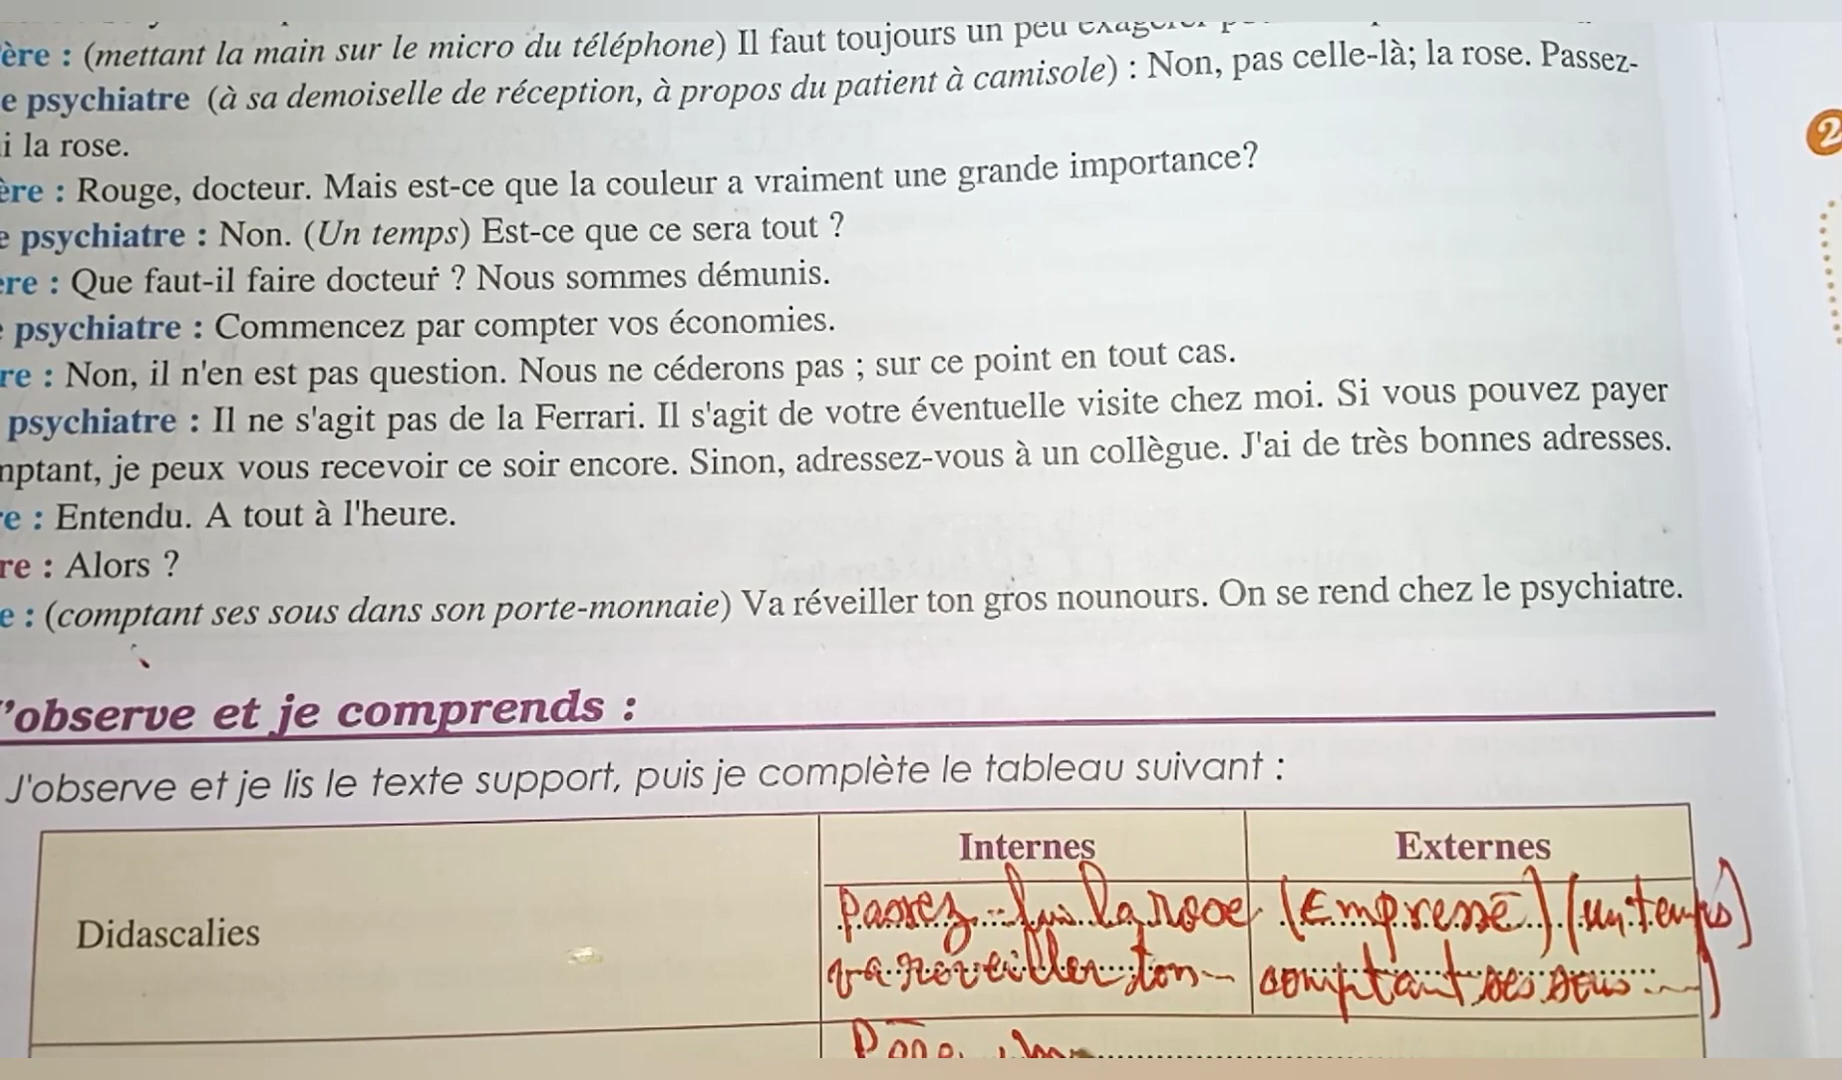 ère : (mettant la main sur le micro du téléphone) Il faut toujours un peu
e psychiatre (à sa demoiselle de réception, à propos du patient à camisole) : Non, pas celle-là; la rose. Passez-
i la rose.
ère : Rouge, docteur. Mais est-ce que la couleur a vraiment une grande importance?
e psychiatre : Non. (Un temps) Est-ce que ce sera tout ?
ère : Que faut-il faire docteur ? Nous sommes démunis.
psychiatre : Commencez par compter vos économies.
re : Non, il n'en est pas question. Nous ne céderons pas ; sur ce point en tout cas.
psychiatre : Il ne s'agit pas de la Ferrari. Il s'agit de votre éventuelle visite chez moi. Si vous pouvez payer
mptant, je peux vous recevoir ce soir encore. Sinon, adressez-vous à un collègue. J'ai de très bonnes adresses.
re : Entendu. A tout à l'heure.
re : Alors ?
e : (comptant ses sous dans son porte-monnaie) Va réveiller ton gros nounours. On se rend chez le psychiatre.
'observe et je comprends :
J'observe et je lis le texte support, puis je complète le tableau suivant :
Internes Externes
Didascalies
Passez-lui la rose (Empressé) (un temps)
va réveiller ton comptant ses sous...)
2